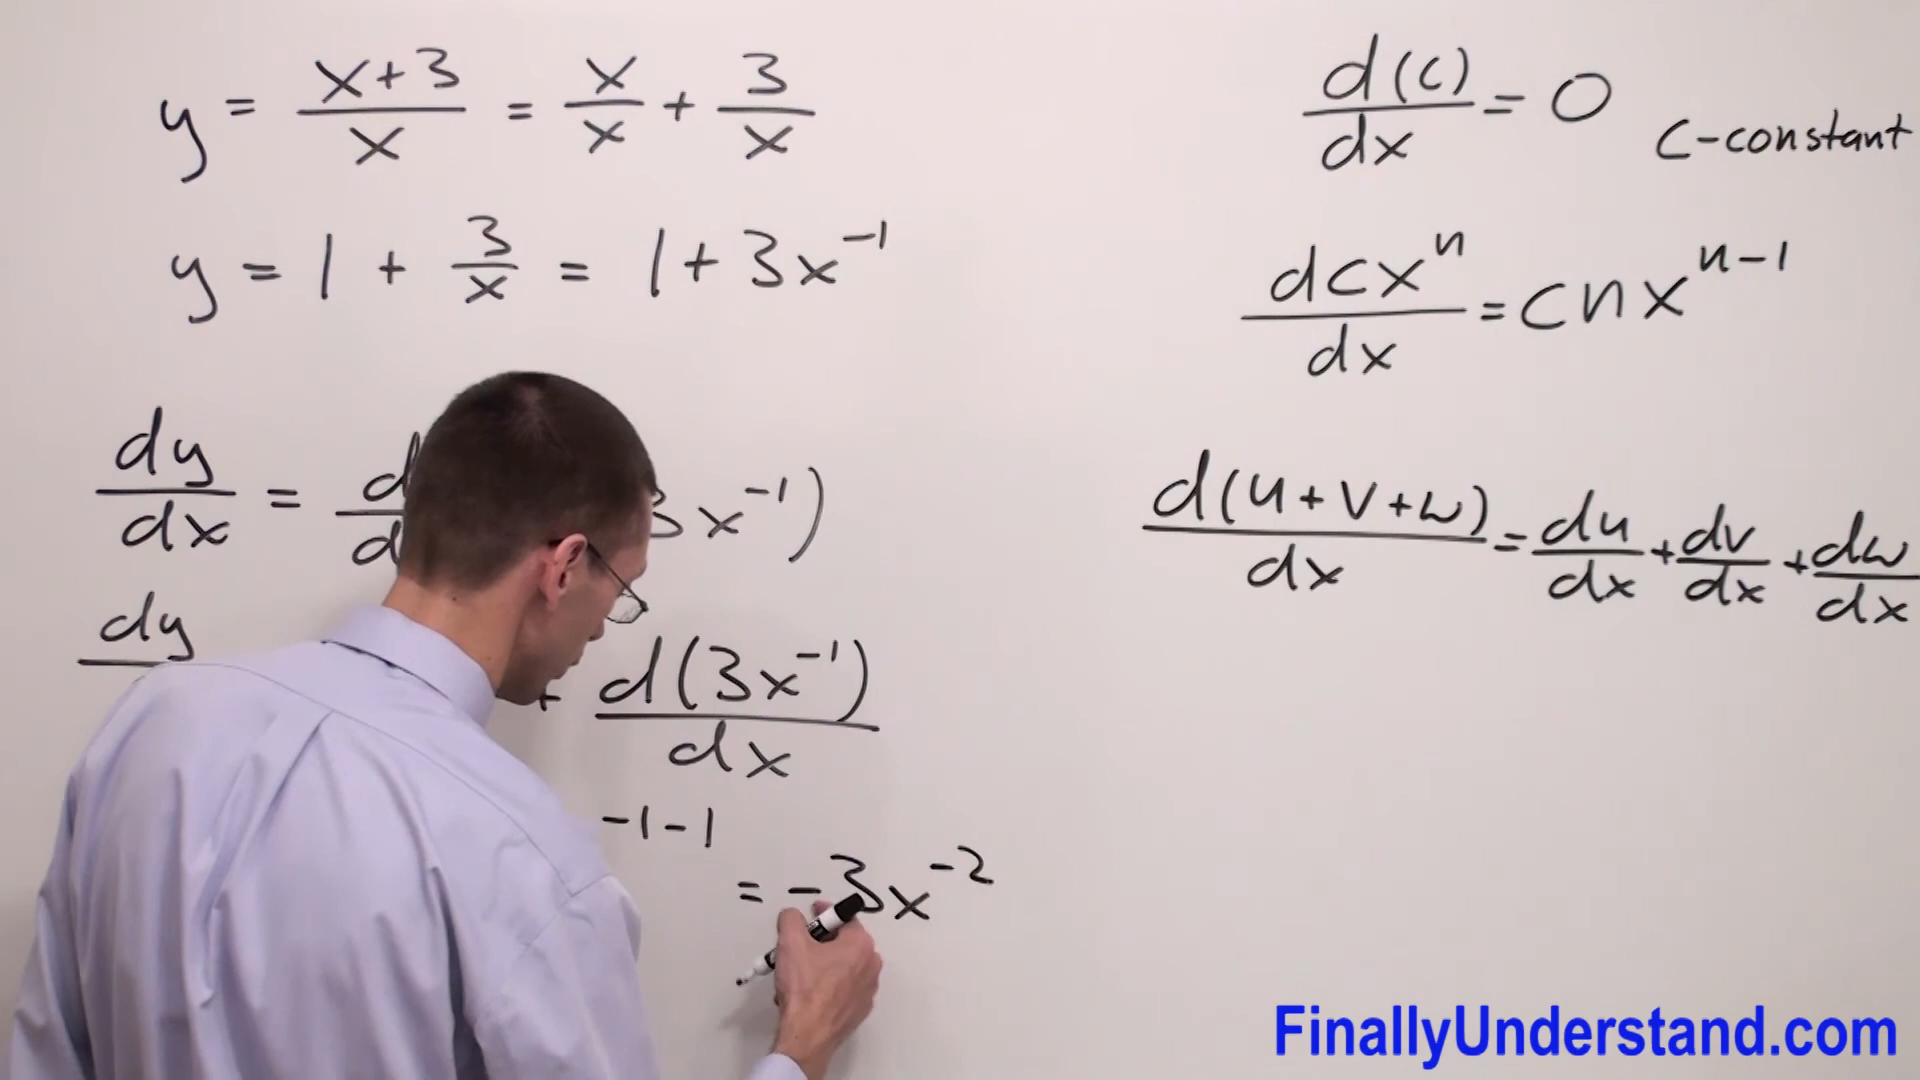 y = x+3/x = x/x + 3/x
y = 1 + 3/x = 1 + 3x⁻¹
dy/dx = d 3x⁻¹)
dy + d(3x⁻¹)/dx
-1-1
= -3x⁻²
d(c)/dx = 0 c-constant
dcxⁿ/dx = cnxⁿ⁻¹
d(u+v+w)/dx = du/dx + dv/dx + dw/dx
FinallyUnderstand.com